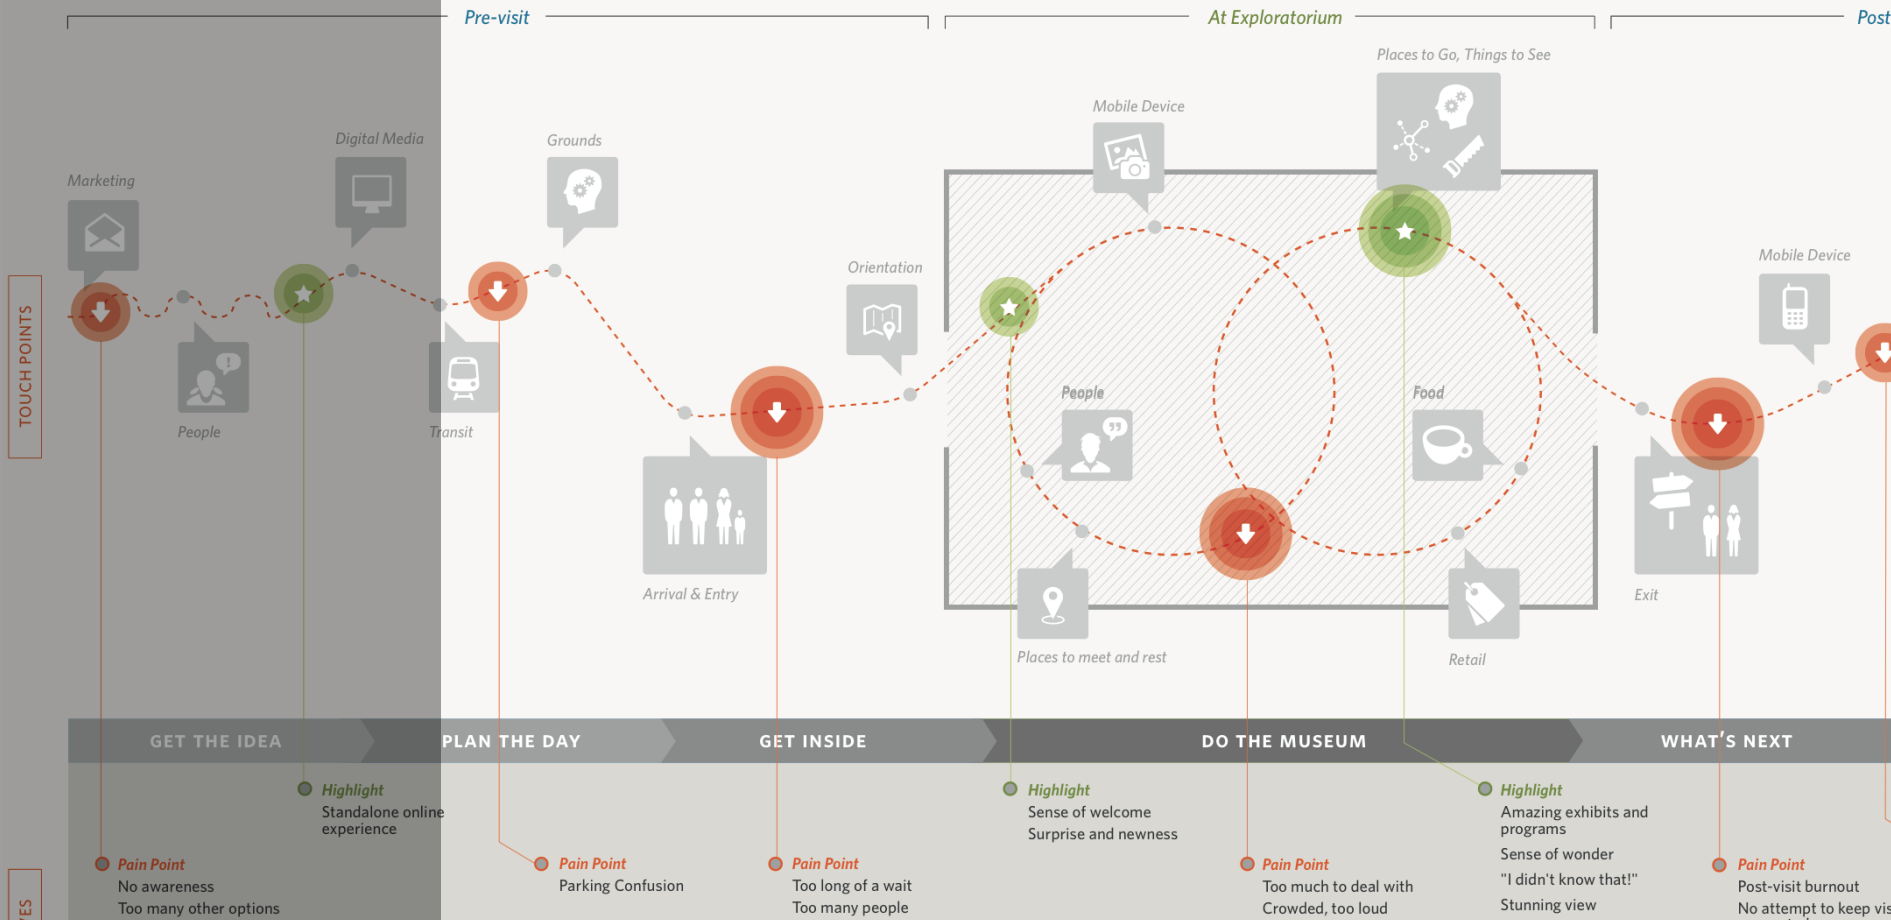 Pre-visit
At Exploratorium
Post
Places to Go, Things to See
Mobile Device
Digital Media
Grounds
Marketing
Mobile Device
Orientation
TOUCH POINTS
!
People
Food
"
People
Transit
Arrival & Entry
Exit
Places to meet and rest
Retail
GET THE IDEA
PLAN THE DAY
GET INSIDE
DO THE MUSEUM
WHAT'S NEXT
Highlight
Standalone online
experience
Highlight
Sense of welcome
Surprise and newness
Highlight
Amazing exhibits and
programs
Sense of wonder
"I didn't know that!"
Stunning view
Pain Point
No awareness
Too many other options
Pain Point
Parking Confusion
Pain Point
Too long of a wait
Too many people
Pain Point
Too much to deal with
Crowded, too loud
Pain Point
Post-visit burnout
No attempt to keep vis